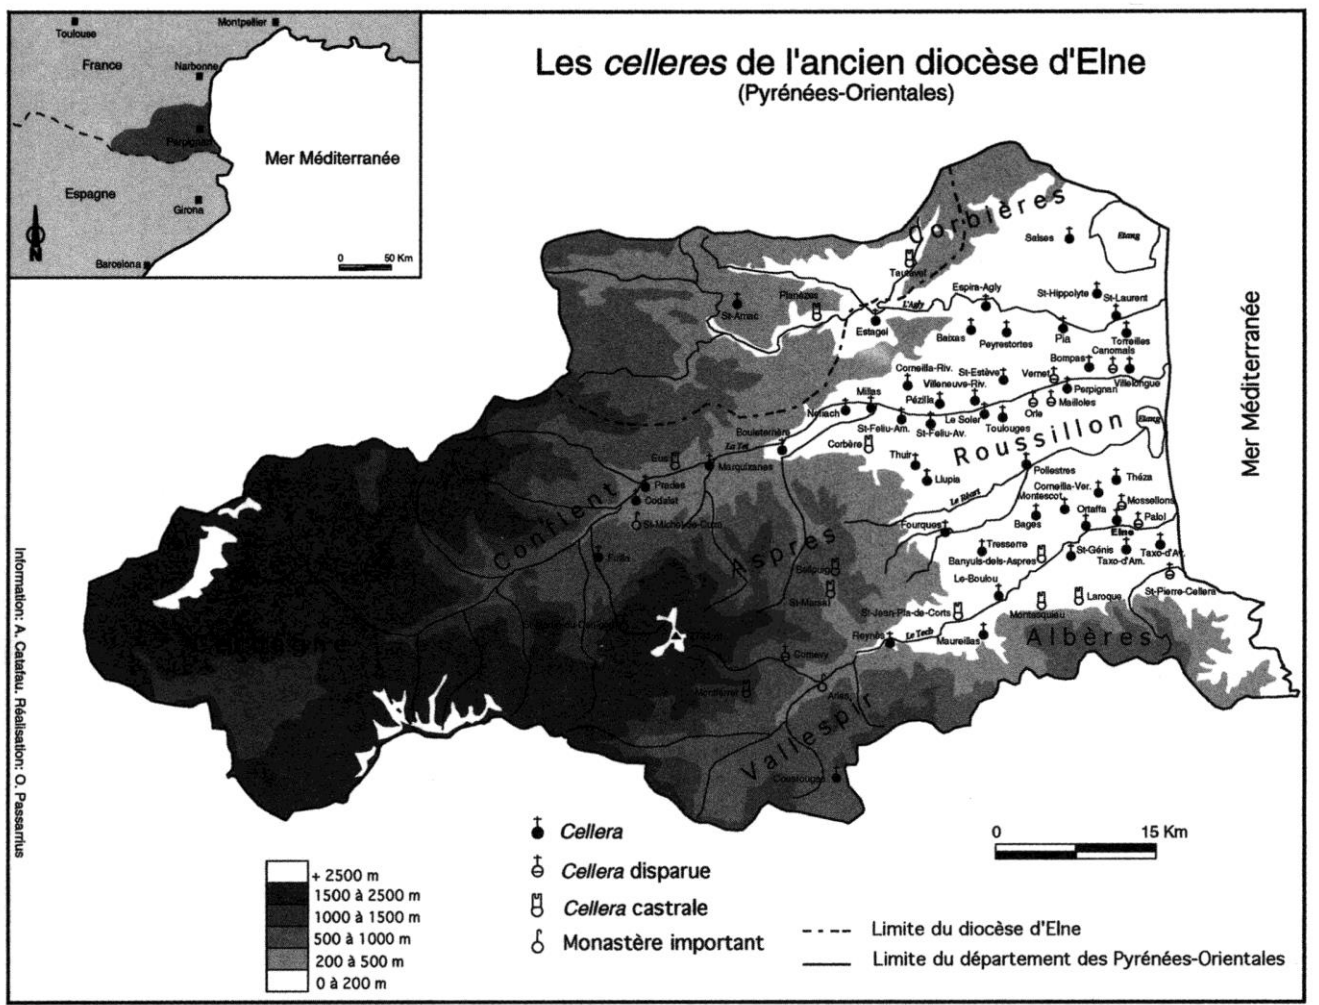 Les celleres de l'ancien diocèse d'Elne
(Pyrénées-Orientales)
Toulouse
Montpellier
France
Narbonne
Perpignan
Mer Méditerranée
Espagne
Girona
N
Barcelona
0 50 Km
Corbières
Salses
Etang
Tautavel
Planèzes
St-Arnac
Espira-Agly
St-Hippolyte
St-Laurent
L'Agly
Estagel
Baixas
Peyrestortes
Pia
Torreilles
Canomals
Bompas
Corneilla-Riv.
St-Estève
Vernet
Villeneuve-Riv.
Perpignan
Villelongue
Millas
Pézilla
Mailloles
Orle
Néfiach
Le Soler
Toulouges
St-Feliu-Am.
St-Feliu-Av.
Etang
Bouleternère
La Tet
Corbère
Roussillon
Eus
Marquixanes
Thuir
Pollestres
Prades
Llupia
Corneilla-Ver.
Théza
Codalet
Le Réart
Montescot
Mossellons
Ortaffa
Palol
St-Michel-de-Cuxa
Fourques
Bages
Elne
Conflent
Aspres
Tresserre
St-Génis
Taxo-d'Av.
Banyuls-dels-Aspres
Taxo-d'Am.
Fuilla
Le-Boulou
St-Pierre-Cellera
St-Marsal
Laroque
St-Jean-Pla-de-Corts
Montesquieu
Reynès
Le Tech
Maureillas
Albères
Montferrer
Arles
Vallespir
Coustouges
Mer Méditerranée
Information: A. Catafau. Réalisation: O. Passarrius
Cellera
Cellera disparue
Cellera castrale
Monastère important
+ 2500 m
1500 à 2500 m
1000 à 1500 m
500 à 1000 m
200 à 500 m
0 à 200 m
0 15 Km
Limite du diocèse d'Elne
Limite du département des Pyrénées-Orientales